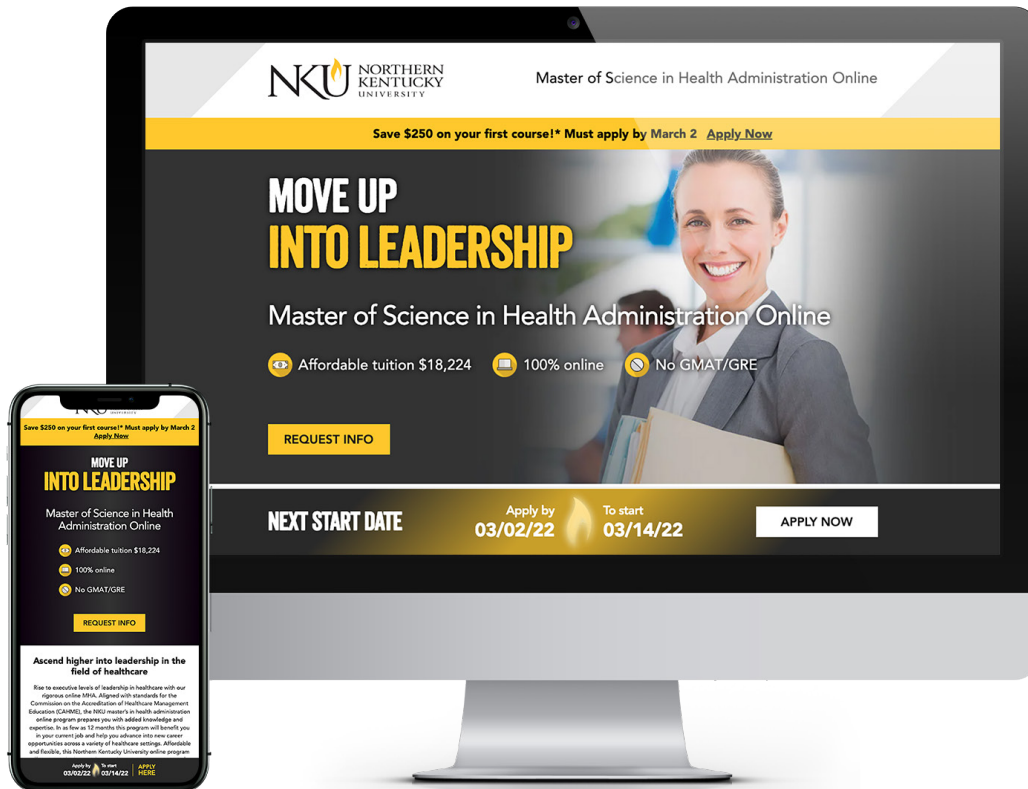 NKU NORTHERN
KENTUCKY
UNIVERSITY
Master of Science in Health Administration Online
Save $250 on your first course!* Must apply by March 2 Apply Now
MOVE UP
INTO LEADERSHIP
Master of Science in Health Administration Online
Affordable tuition $18,224 100% online No GMAT/GRE
REQUEST INFO
NEXT START DATE
Apply by To start
03/02/22 03/14/22
APPLY NOW
NKU UNIVERSITY
Save $250 on your first course!* Must apply by March 2
Apply Now
MOVE UP
INTO LEADERSHIP
Master of Science in Health
Administration Online
Affordable tuition $18,224
100% online
No GMAT/GRE
REQUEST INFO
Ascend higher into leadership in the
field of healthcare
Rise to executive levels of leadership in healthcare with our
rigorous online MHA. Aligned with standards for the
Commission on the Accreditation of Healthcare Management
Education (CAHME), the NKU master's in health administration
online program prepares you with added knowledge and
expertise. In as few as 12 months this program will benefit you
in your current job and help you advance into new career
opportunities across a variety of healthcare settings. Affordable
and flexible, this Northern Kentucky University online program
Apply by To start APPLY
03/02/22 03/14/22 HERE